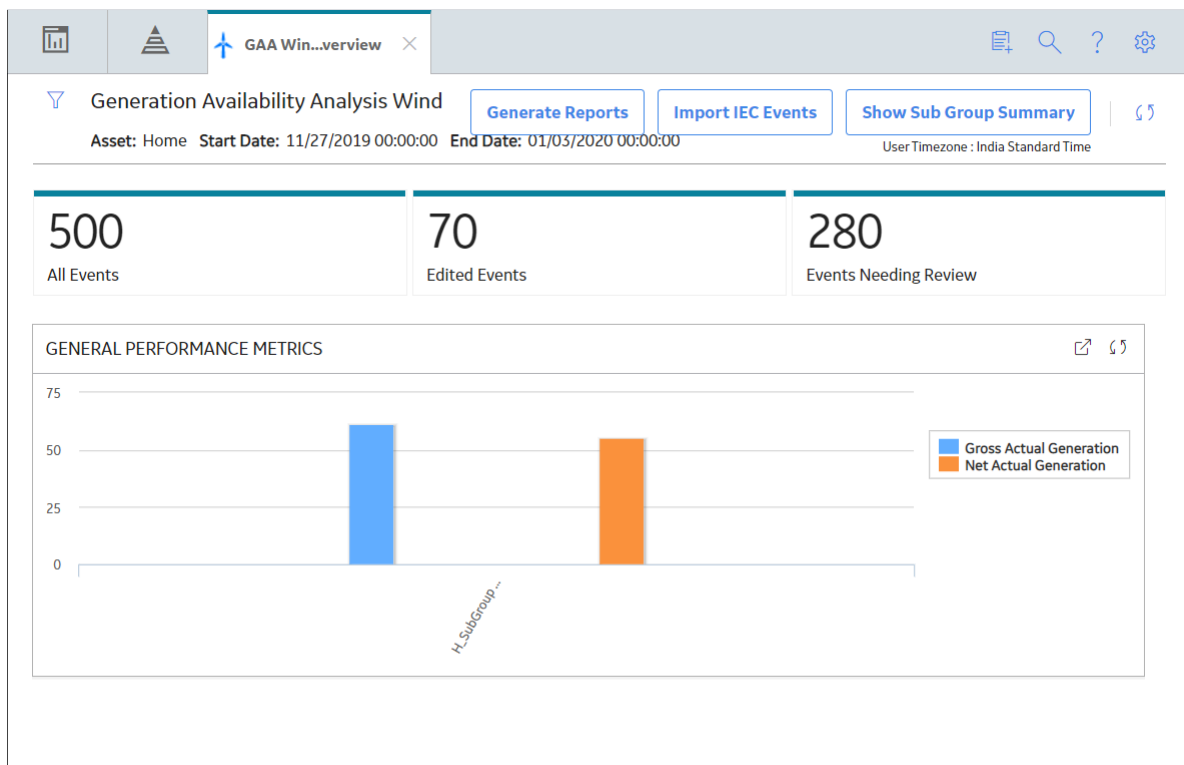 GAA Win...verview
Generation Availability Analysis Wind
Generate Reports
Import IEC Events
Show Sub Group Summary
Asset: Home Start Date: 11/27/2019 00:00:00 End Date: 01/03/2020 00:00:00
User Timezone : India Standard Time
500
All Events
70
Edited Events
280
Events Needing Review
GENERAL PERFORMANCE METRICS
75
50
25
0
H_SubGroup ...
Gross Actual Generation
Net Actual Generation